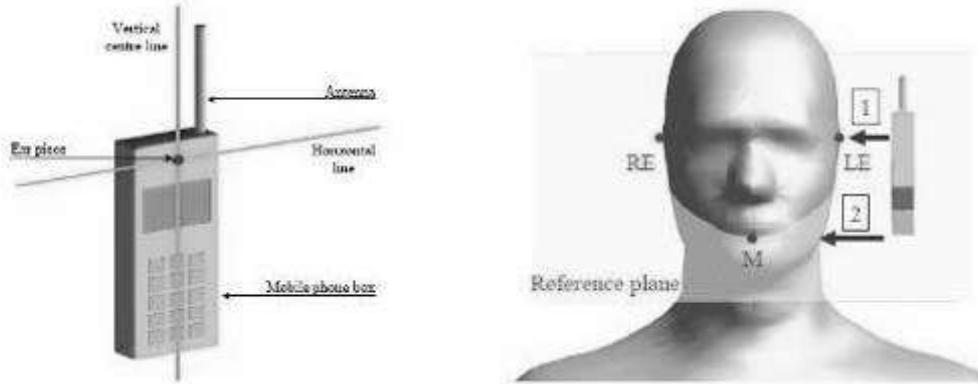 Vertical
centre line
Antenna
Ear piece
Horizontal
line
Mobile phone box
1
RE
LE
2
M
Reference plane